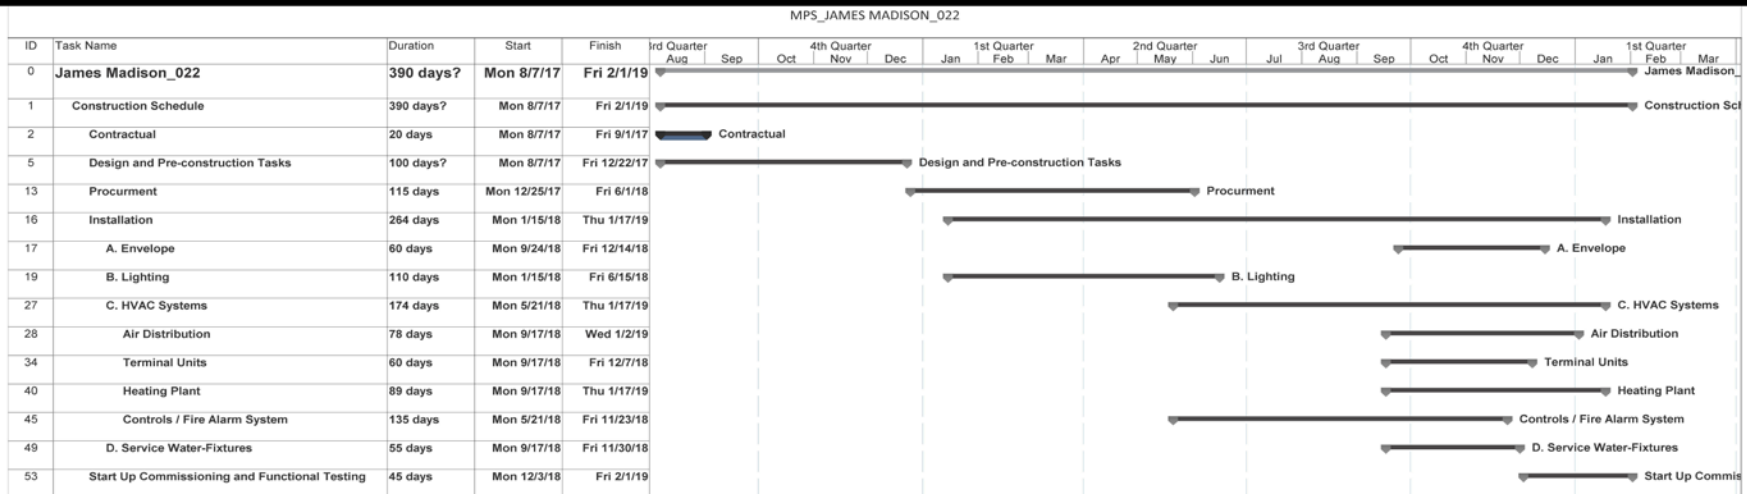 MPS_JAMES MADISON_022
ID Task Name Duration Start Finish 3rd Quarter 4th Quarter 1st Quarter 2nd Quarter 3rd Quarter 4th Quarter 1st Quarter
Aug Sep Oct Nov Dec Jan Feb Mar Apr May Jun Jul Aug Sep Oct Nov Dec Jan Feb Mar
0 James Madison_022 390 days? Mon 8/7/17 Fri 2/1/19 James Madison_
1 Construction Schedule 390 days? Mon 8/7/17 Fri 2/1/19 Construction Sch
2 Contractual 20 days Mon 8/7/17 Fri 9/1/17 Contractual
5 Design and Pre-construction Tasks 100 days? Mon 8/7/17 Fri 12/22/17 Design and Pre-construction Tasks
13 Procurment 115 days Mon 12/25/17 Fri 6/1/18 Procurment
16 Installation 264 days Mon 1/15/18 Thu 1/17/19 Installation
17 A. Envelope 60 days Mon 9/24/18 Fri 12/14/18 A. Envelope
19 B. Lighting 110 days Mon 1/15/18 Fri 6/15/18 B. Lighting
27 C. HVAC Systems 174 days Mon 5/21/18 Thu 1/17/19 C. HVAC Systems
28 Air Distribution 78 days Mon 9/17/18 Wed 1/2/19 Air Distribution
34 Terminal Units 60 days Mon 9/17/18 Fri 12/7/18 Terminal Units
40 Heating Plant 89 days Mon 9/17/18 Thu 1/17/19 Heating Plant
45 Controls / Fire Alarm System 135 days Mon 5/21/18 Fri 11/23/18 Controls / Fire Alarm System
49 D. Service Water-Fixtures 55 days Mon 9/17/18 Fri 11/30/18 D. Service Water-Fixtures
53 Start Up Commissioning and Functional Testing 45 days Mon 12/3/18 Fri 2/1/19 Start Up Commis